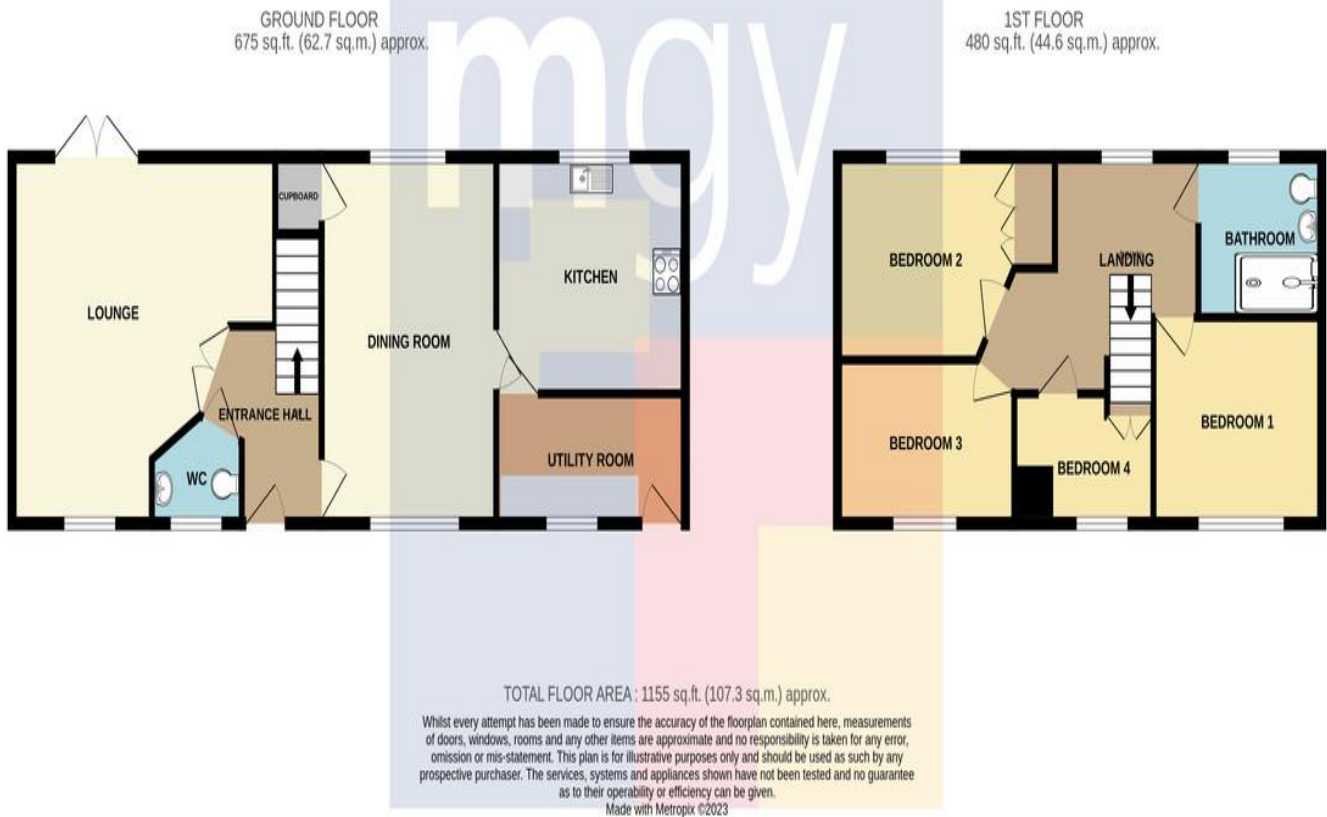 GROUND FLOOR
675 sq.ft. (62.7 sq.m.) approx.
1ST FLOOR
480 sq.ft. (44.6 sq.m.) approx.
mgy
CUPBOARD
LOUNGE
DINING ROOM
KITCHEN
ENTRANCE HALL
WC
UTILITY ROOM
BEDROOM 2
LANDING
BATHROOM
BEDROOM 3
BEDROOM 4
BEDROOM 1
TOTAL FLOOR AREA : 1155 sq.ft. (107.3 sq.m.) approx.
Whilst every attempt has been made to ensure the accuracy of the floorplan contained here, measurements
of doors, windows, rooms and any other items are approximate and no responsibility is taken for any error,
omission or mis-statement. This plan is for illustrative purposes only and should be used as such by any
prospective purchaser. The services, systems and appliances shown have not been tested and no guarantee
as to their operability or efficiency can be given.
Made with Metropix ©2023